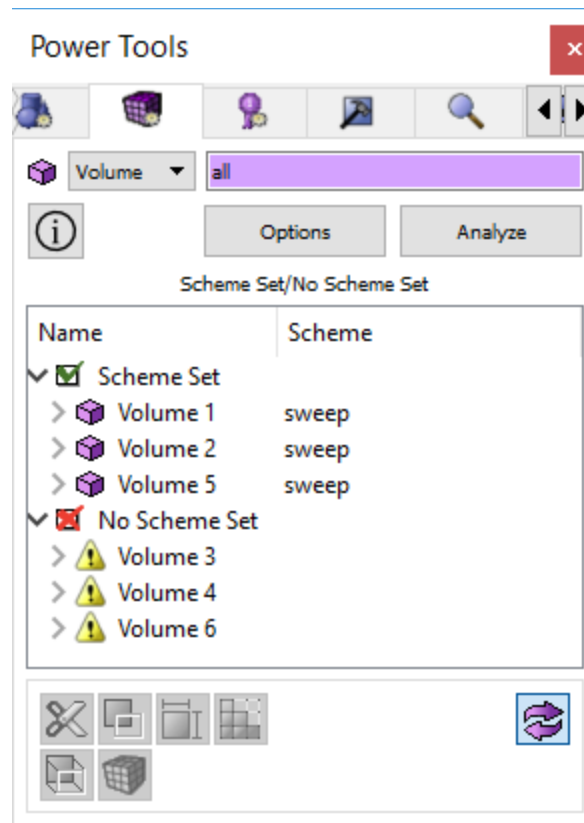 Power Tools
Volume all
Options Analyze
Scheme Set/No Scheme Set
Name Scheme
Scheme Set
Volume 1 sweep
Volume 2 sweep
Volume 5 sweep
No Scheme Set
Volume 3
Volume 4
Volume 6